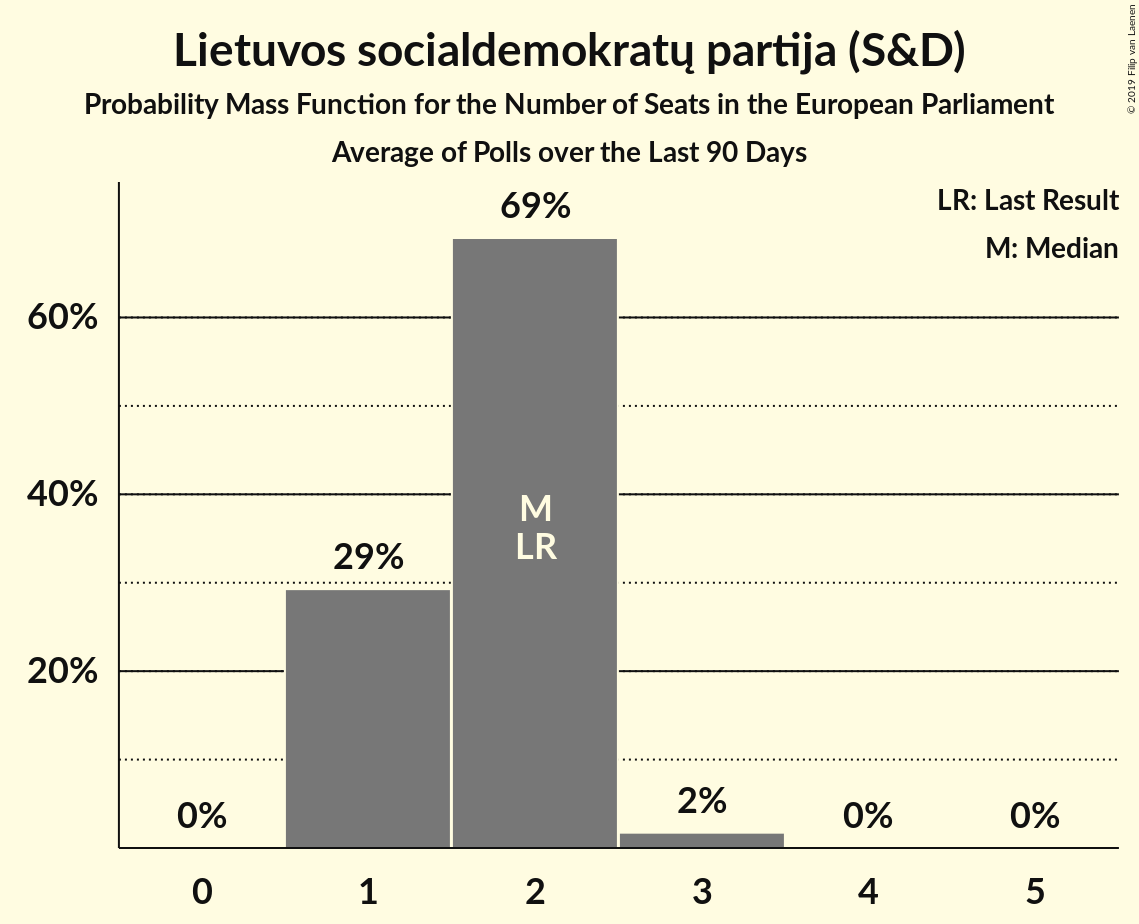 Lietuvos socialdemokratų partija (S&D)
Probability Mass Function for the Number of Seats in the European Parliament
Average of Polls over the Last 90 Days
© 2019 Filip van Laenen
LR: Last Result
M: Median
69%
60%
40%
M
LR
29%
20%
0%
2%
0%
0%
0 1 2 3 4 5